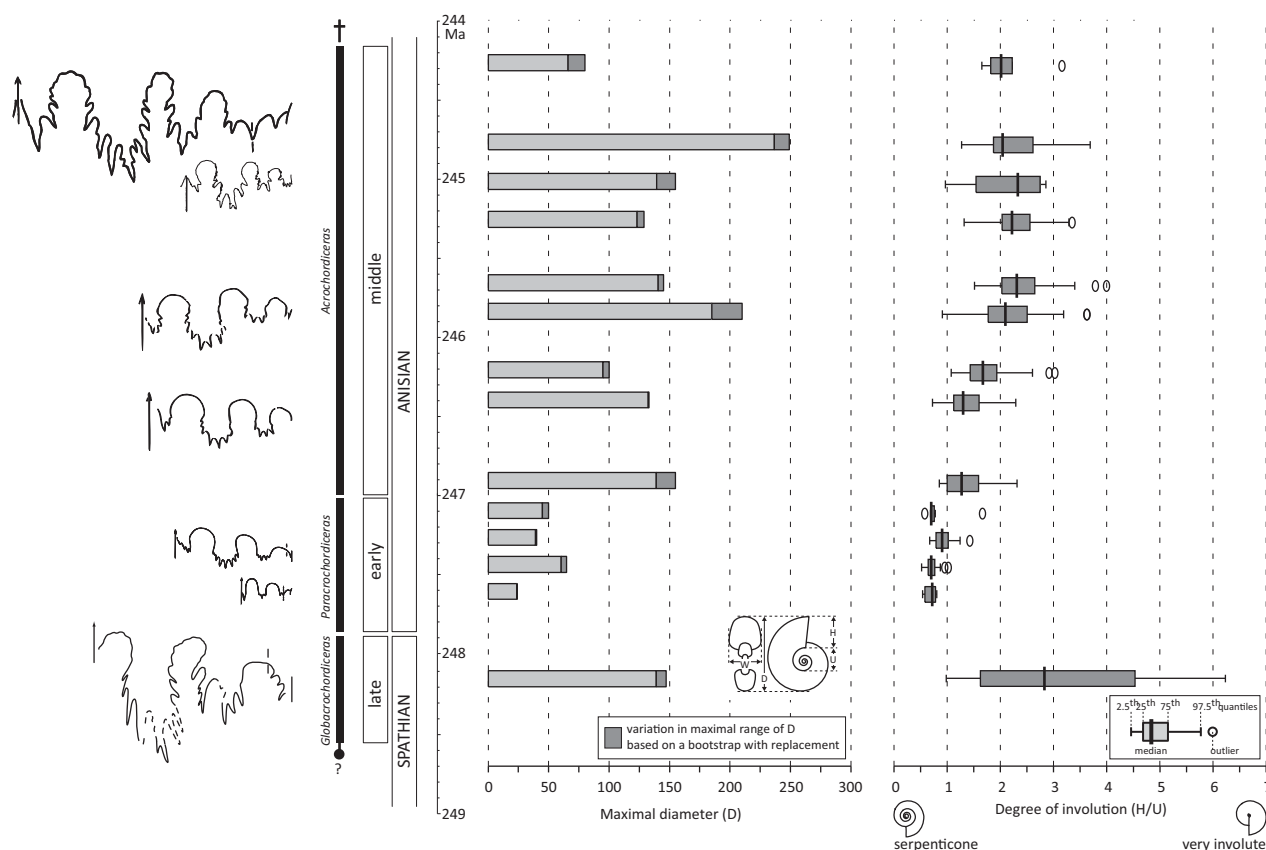 †
244
Ma
245
246
247
248
249
Acrochordiceras
Paracrochordiceras
Globacrochordiceras
?
middle
early
late
ANISIAN
SPATHIAN
H
U
W
D
variation in maximal range of D
based on a bootstrap with replacement
2.5th 25th 75th 97.5th quantiles
median outlier
0 50 100 150 200 250 300
Maximal diameter (D)
0 1 2 3 4 5 6 7
Degree of involution (H/U)
serpenticone very involute